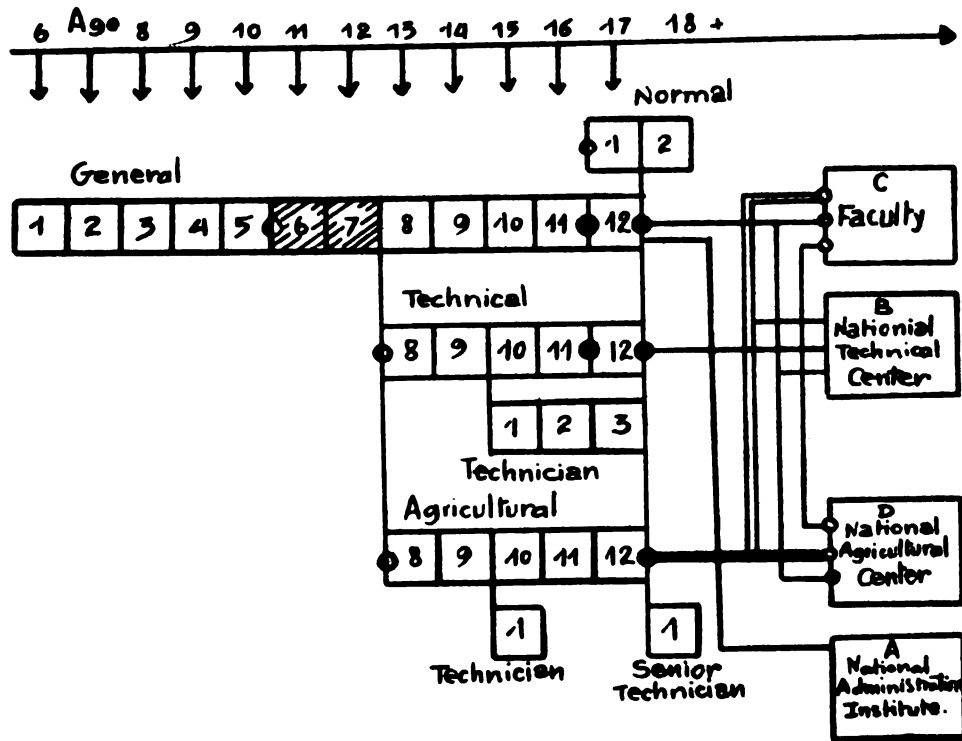 6 Age 8 9 10 11 12 13 14 15 16 17 18 +
Normal
1 2
General
1 2 3 4 5 6 7 8 9 10 11 12
Technical
8 9 10 11 12
1 2 3
Technician
Agricultural
8 9 10 11 12
1
Technician
1
Senior
Technician
C
Faculty
B
Nationial
Technical
Center
D
National
Agricultural
Center
A
National
Administration
Institute.